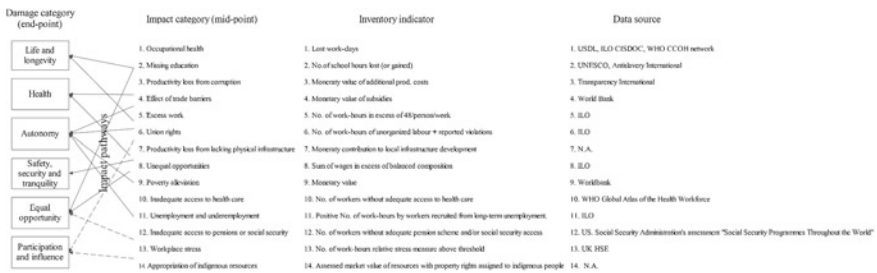 Damage category
(end-point)
Impact category (mid-point)
Inventory indicator
Data source
Life and
longevity
Health
Autonomy
Safety,
security and
tranquility
Equal
opportunity
Participation
and influence
Impact pathways
1. Occupational health
2. Missing education
3. Productivity loss from corruption
4. Effect of trade barriers
5. Excess work
6. Union rights
7. Productivity loss from lacking physical infrastructure
8. Unequal opportunities
9. Poverty alleviation
10. Inadequate access to health care
11. Unemployment and underemployment
12. Inadequate access to pensions or social security
13. Workplace stress
14 Appropriation of indigenous resources
1. Lost work-days
2. No.of school hours lost (or gained)
3. Monetary value of additional prod. costs
4. Monetary value of subsidies
5. No. of work-hours in excess of 48/person/week
6. No. of work-hours of unorganized labour + reported violations
7. Monetary contribution to local infrastructure development
8. Sum of wages in excess of balanced composition
9. Monetary value
10. No. of workers without adequate access to health care
11. Positive No. of work-hours by workers recruited from long-term unemployment.
12. No. of workers without adequate pension scheme and/or social security access
13. No. of work-hours relative stress measure above threshold
14. Assessed market value of resources with property rights assigned to indigenous people
1. USDL, ILO CISDOC, WHO CCOH network
2. UNESCO, Antislavery International
3. Transparency International
4. World Bank
5. ILO
6. ILO
7. N.A.
8. ILO
9. Worldbank
10. WHO Global Atlas of the Health Workforce
11. ILO
12. US. Social Security Administration's assessment "Social Security Programmes Throughout the World"
13. UK HSE
14. N.A.